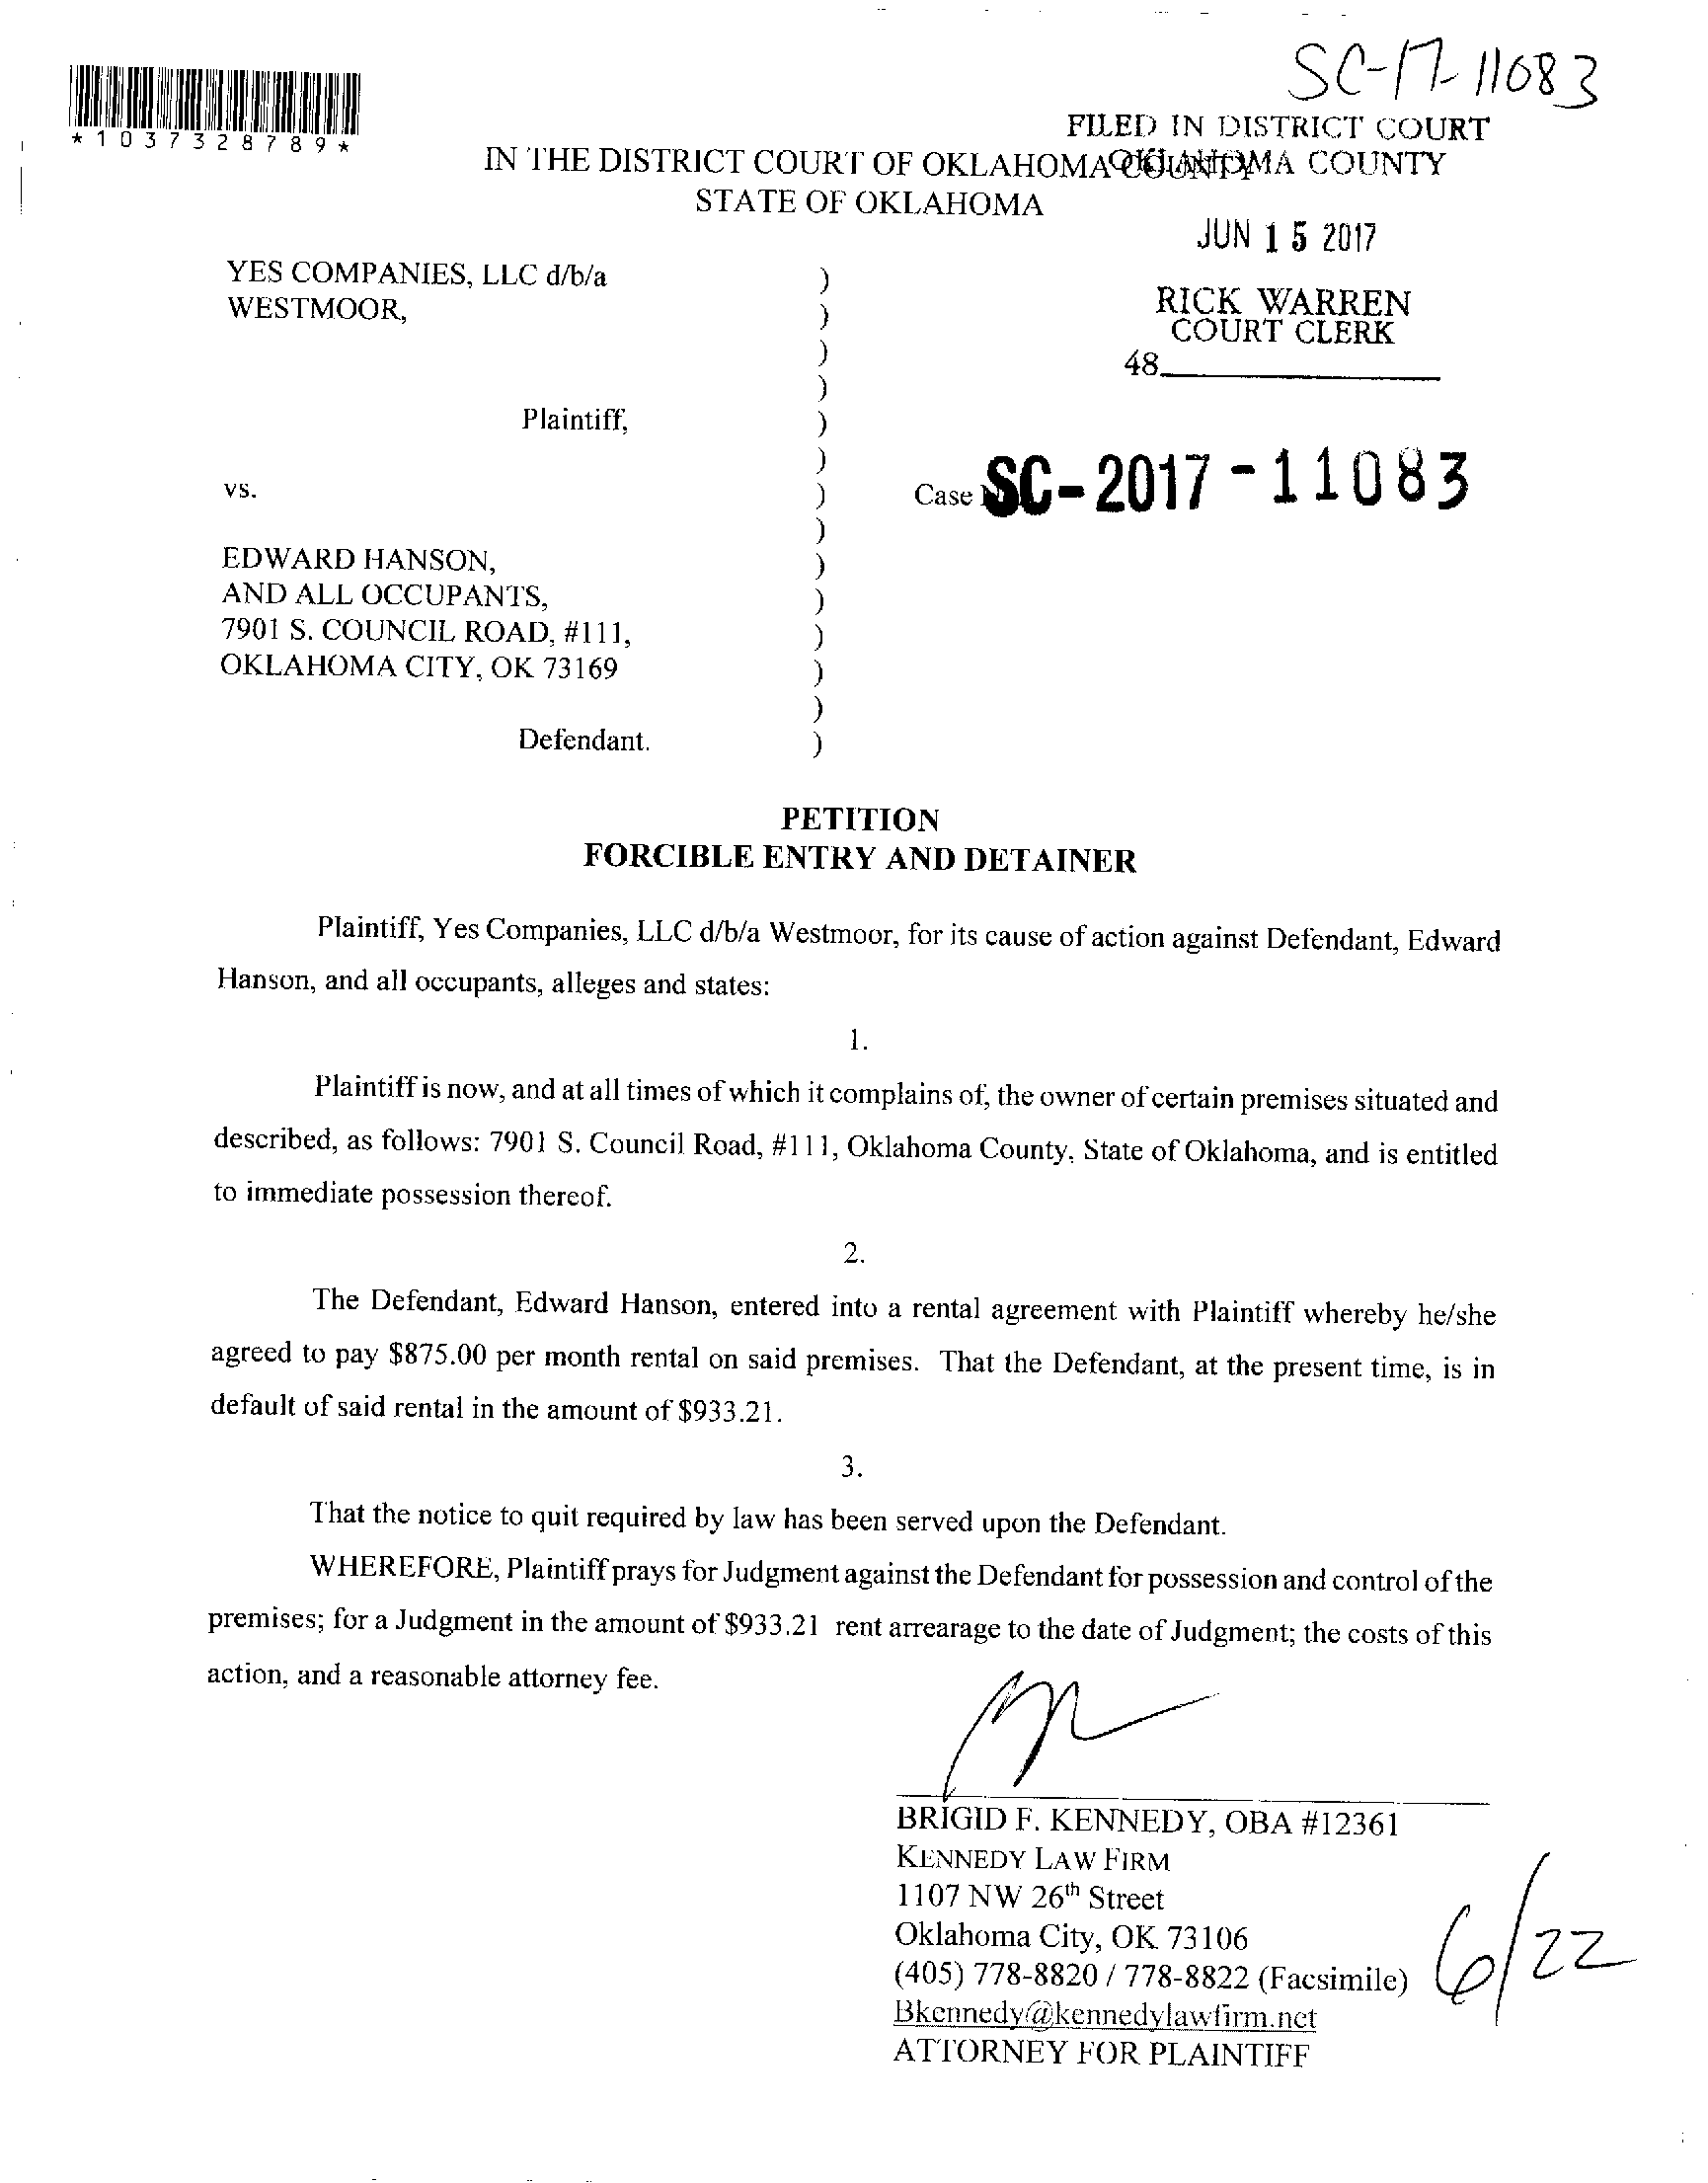 SC-17-11083
*1037328789*
FILED IN DISTRICT COURT
OKLAHOMA COUNTY
IN THE DISTRICT COURT OF OKLAHOMA COUNTY
STATE OF OKLAHOMA
JUN 15 2017
RICK WARREN
COURT CLERK
48
YES COMPANIES, LLC d/b/a
WESTMOOR,
Plaintiff,
vs.
Case SC-2017-11083
EDWARD HANSON,
AND ALL OCCUPANTS,
7901 S. COUNCIL ROAD, #111,
OKLAHOMA CITY, OK 73169
Defendant.
PETITION
FORCIBLE ENTRY AND DETAINER
Plaintiff, Yes Companies, LLC d/b/a Westmoor, for its cause of action against Defendant, Edward
Hanson, and all occupants, alleges and states:
1.
Plaintiff is now, and at all times of which it complains of, the owner of certain premises situated and
described, as follows: 7901 S. Council Road, #111, Oklahoma County, State of Oklahoma, and is entitled
to immediate possession thereof.
2.
The Defendant, Edward Hanson, entered into a rental agreement with Plaintiff whereby he/she
agreed to pay $875.00 per month rental on said premises. That the Defendant, at the present time, is in
default of said rental in the amount of $933.21.
3.
That the notice to quit required by law has been served upon the Defendant.
WHEREFORE, Plaintiff prays for Judgment against the Defendant for possession and control of the
premises; for a Judgment in the amount of $933.21 rent arrearage to the date of Judgment; the costs of this
action, and a reasonable attorney fee.
BRIGID F. KENNEDY, OBA #12361
KENNEDY LAW FIRM
1107 NW 26th Street
Oklahoma City, OK 73106
(405) 778-8820 / 778-8822 (Facsimile)
Bkennedy@kennedylawfirm.net
ATTORNEY FOR PLAINTIFF
6/22